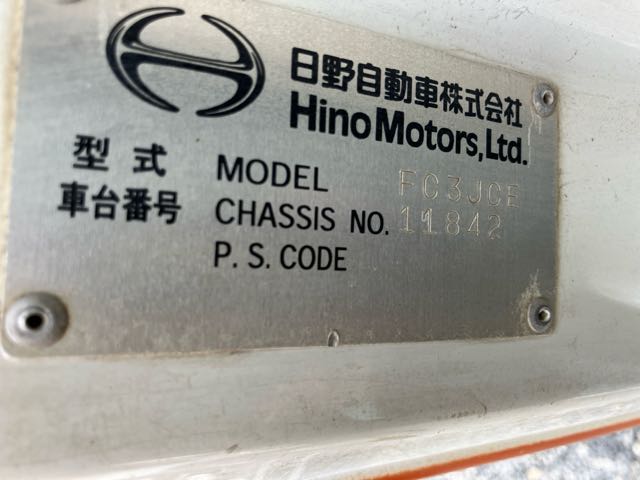 日野自動車株式会社
Hino Motors, Ltd.
型式 MODEL FC3JCE
車台番号 CHASSIS NO. 11842
P. S. CODE